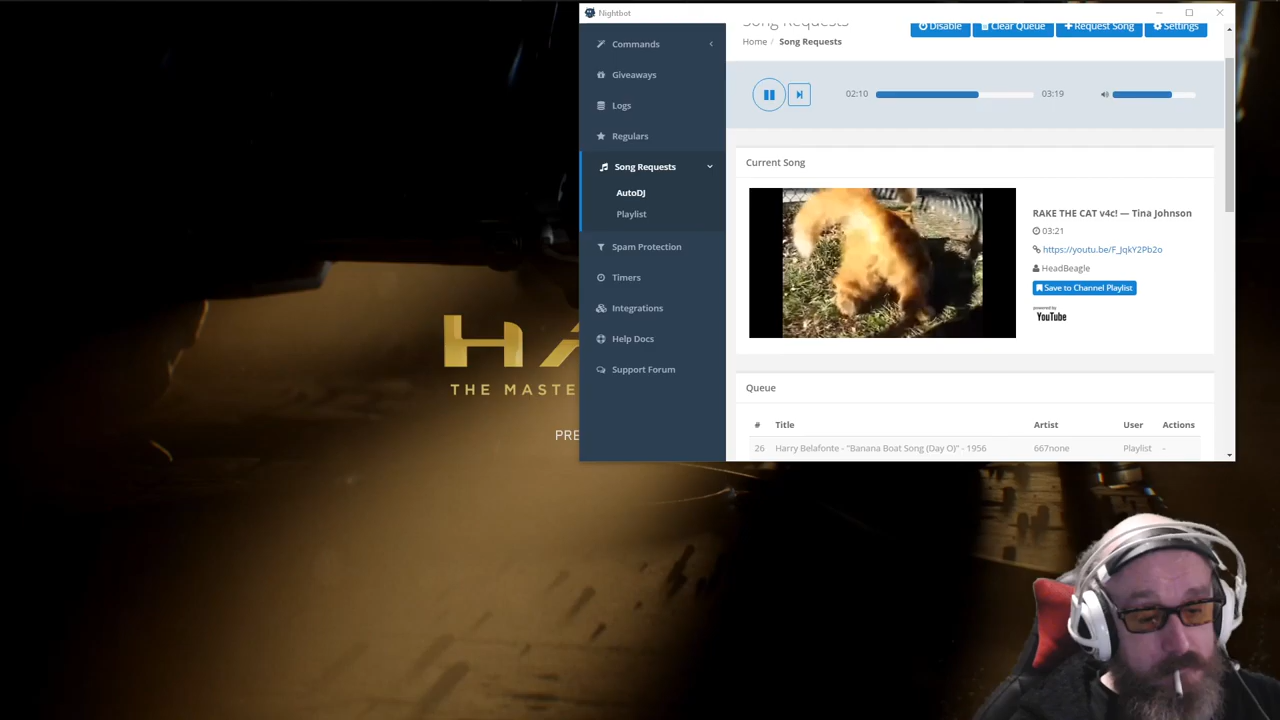 Nightbot
Song Requests
Home / Song Requests
Disable
Clear Queue
Request Song
Settings
Commands
Giveaways
Logs
Regulars
Song Requests
AutoDJ
Playlist
Spam Protection
Timers
Integrations
Help Docs
Support Forum
02:10
03:19
Current Song
RAKE THE CAT v4c! — Tina Johnson
03:21
https://youtu.be/F_JqkY2Pb2o
HeadBeagle
Save to Channel Playlist
powered by
YouTube
Queue
# Title Artist User Actions
26 Harry Belafonte - "Banana Boat Song (Day O)" - 1956 667none Playlist -
HA
THE MASTE
PRE